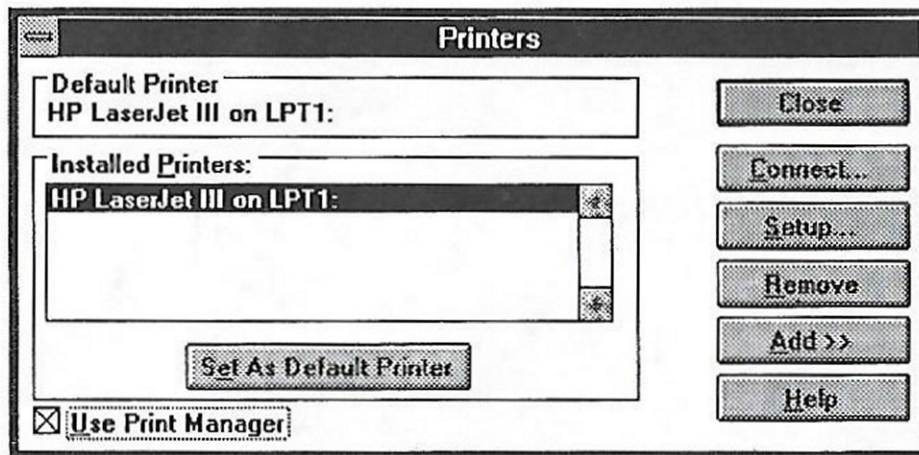 Printers
Default Printer
HP LaserJet III on LPT1:
Installed Printers:
HP LaserJet III on LPT1:
Set As Default Printer
Use Print Manager
Close
Connect...
Setup...
Remove
Add >>
Help